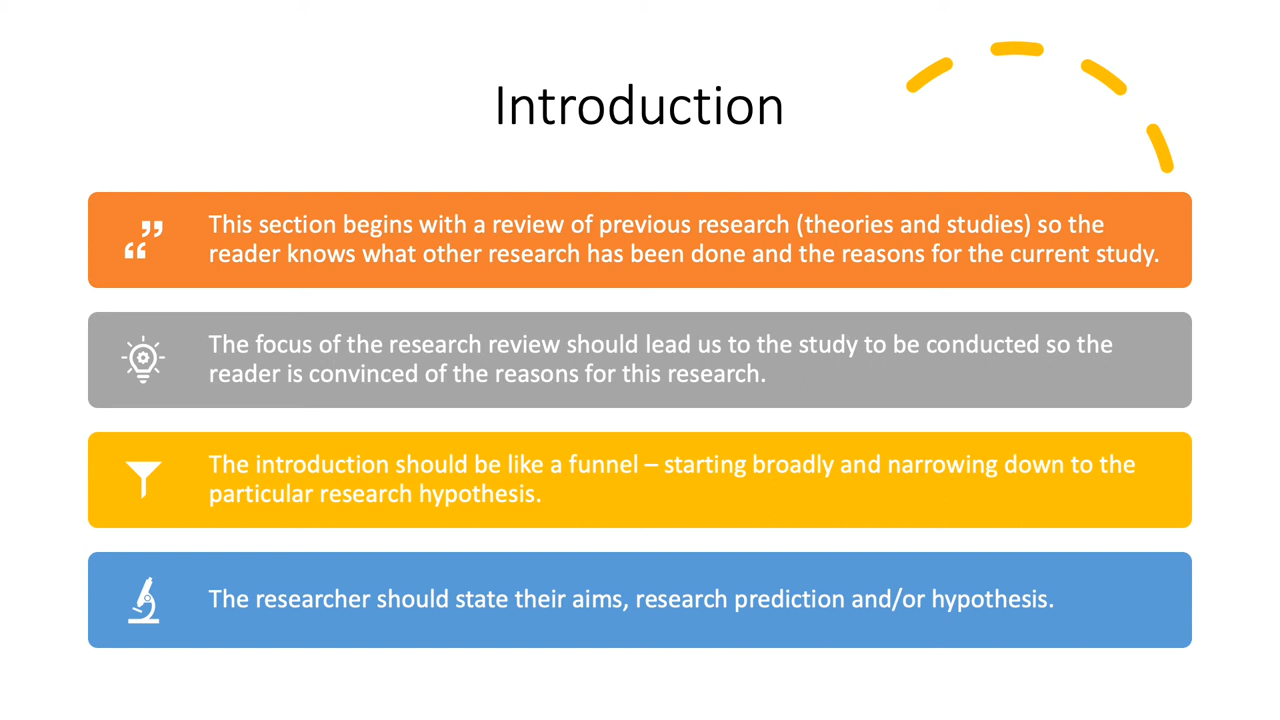 Introduction
This section begins with a review of previous research (theories and studies) so the
reader knows what other research has been done and the reasons for the current study.
The focus of the research review should lead us to the study to be conducted so the
reader is convinced of the reasons for this research.
The introduction should be like a funnel – starting broadly and narrowing down to the
particular research hypothesis.
The researcher should state their aims, research prediction and/or hypothesis.